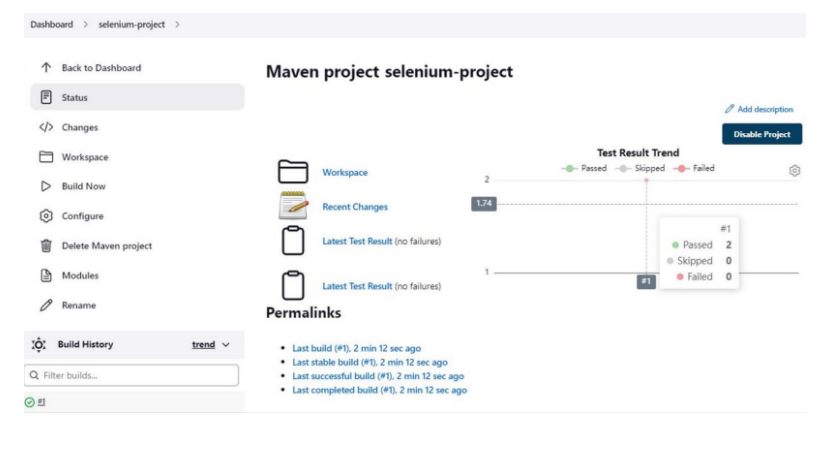 Dashboard > selenium-project >
Back to Dashboard
Status
Changes
Workspace
Build Now
Configure
Delete Maven project
Modules
Rename
Build History trend
Filter builds...
#1
Maven project selenium-project
Add description
Disable Project
Workspace
Recent Changes
Latest Test Result (no failures)
Latest Test Result (no failures)
Test Result Trend
Passed Skipped Failed
2
1.74
1
#1
#1
Passed 2
Skipped 0
Failed 0
Permalinks
Last build (#1), 2 min 12 sec ago
Last stable build (#1), 2 min 12 sec ago
Last successful build (#1), 2 min 12 sec ago
Last completed build (#1), 2 min 12 sec ago